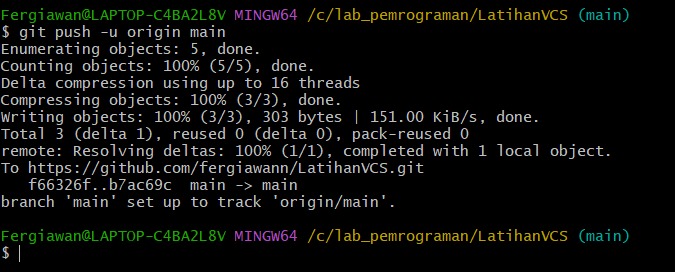 Fergiawan@LAPTOP-C4BA2L8V MINGW64 /c/lab_pemrograman/LatihanVCS (main)
$ git push -u origin main
Enumerating objects: 5, done.
Counting objects: 100% (5/5), done.
Delta compression using up to 16 threads
Compressing objects: 100% (3/3), done.
Writing objects: 100% (3/3), 303 bytes | 151.00 KiB/s, done.
Total 3 (delta 1), reused 0 (delta 0), pack-reused 0
remote: Resolving deltas: 100% (1/1), completed with 1 local object.
To https://github.com/fergiawann/LatihanVCS.git
   f66326f..b7ac69c  main -> main
branch 'main' set up to track 'origin/main'.
Fergiawan@LAPTOP-C4BA2L8V MINGW64 /c/lab_pemrograman/LatihanVCS (main)
$